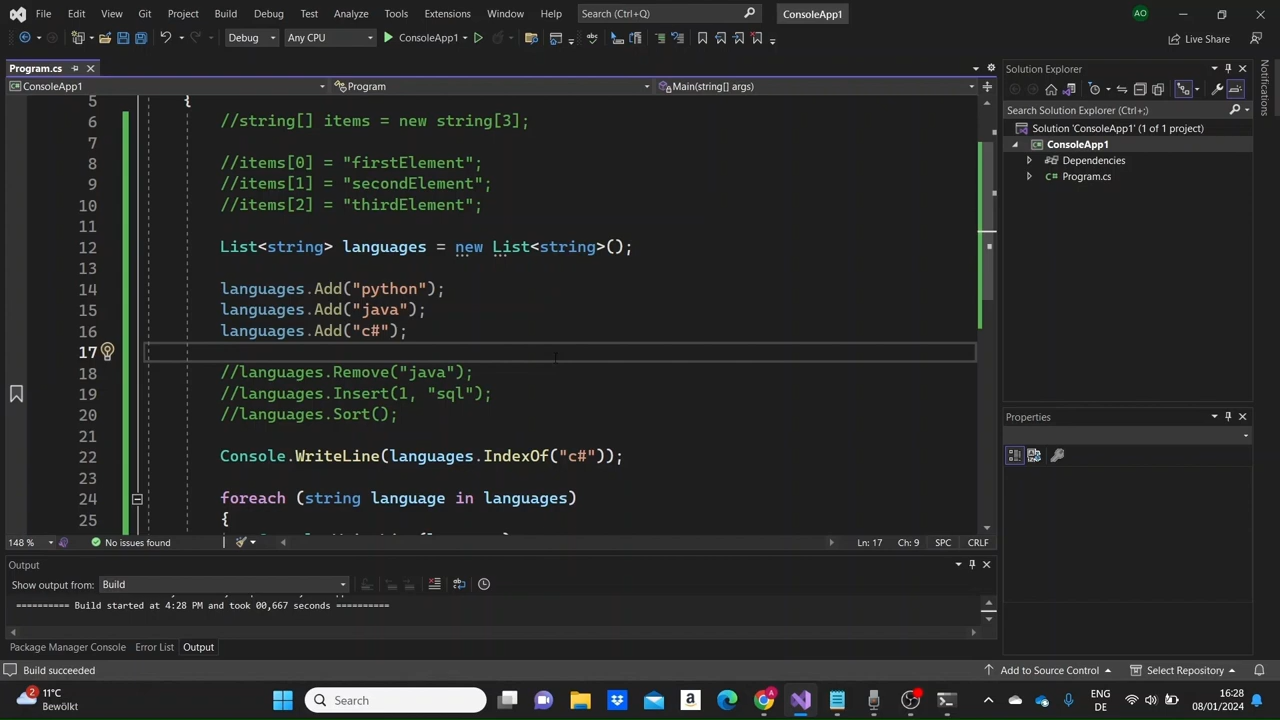 File Edit View Git Project Build Debug Test Analyze Tools Extensions Window Help Search (Ctrl+Q) ConsoleApp1 AO
Debug Any CPU ConsoleApp1 Live Share
Program.cs
ConsoleApp1 Program Main(string[] args)
5 {
6 //string[] items = new string[3];
7
8 //items[0] = "firstElement";
9 //items[1] = "secondElement";
10 //items[2] = "thirdElement";
11
12 List<string> languages = new List<string>();
13
14 languages.Add("python");
15 languages.Add("java");
16 languages.Add("c#");
17
18 //languages.Remove("java");
19 //languages.Insert(1, "sql");
20 //languages.Sort();
21
22 Console.WriteLine(languages.IndexOf("c#"));
23
24 foreach (string language in languages)
25 {
148 % No issues found Ln: 17 Ch: 9 SPC CRLF
Output
Show output from: Build
========== Build started at 4:28 PM and took 00,667 seconds ==========
Package Manager Console Error List Output
Solution Explorer
Search Solution Explorer (Ctrl+;)
Solution 'ConsoleApp1' (1 of 1 project)
ConsoleApp1
Dependencies
C# Program.cs
Properties
Notifications
Build succeeded Add to Source Control Select Repository
2 11°C
Bewölkt
Search
ENG
DE
16:28
08/01/2024